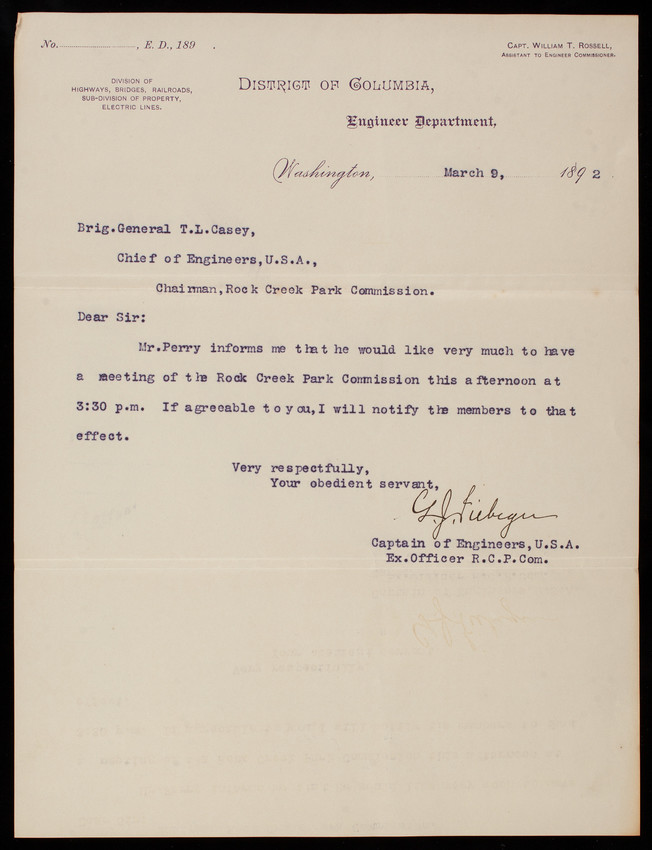 No. , E. D., 189 .
CAPT. WILLIAM T. ROSSELL,
ASSISTANT TO ENGINEER COMMISSIONER.
DIVISION OF
HIGHWAYS, BRIDGES, RAILROADS,
SUB-DIVISION OF PROPERTY,
ELECTRIC LINES.
DISTRICT OF COLUMBIA,
Engineer Department,
Washington, March 9, 1892 .
Brig.General T.L.Casey,
Chief of Engineers,U.S.A.,
Chairman,Rock Creek Park Commission.
Dear Sir:
Mr.Perry informs me that he would like very much to have
a meeting of the Rock Creek Park Commission this afternoon at
3:30 p.m. If agreeable to you,I will notify the members to that
effect.
Very respectfully,
Your obedient servant,
G. J. Fiebeger
Captain of Engineers,U.S.A.
Ex.Officer R.C.P.Com.